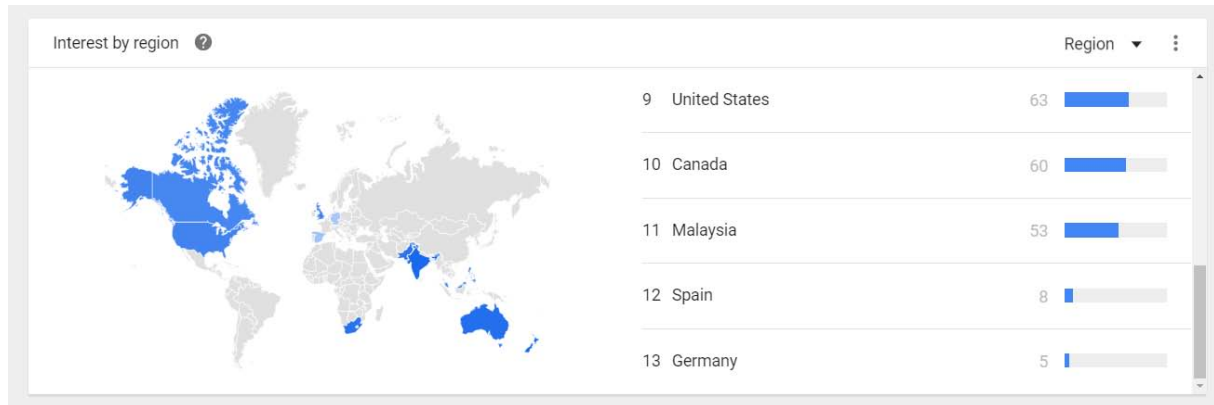 Interest by region ?
Region
9 United States 63
10 Canada 60
11 Malaysia 53
12 Spain 8
13 Germany 5